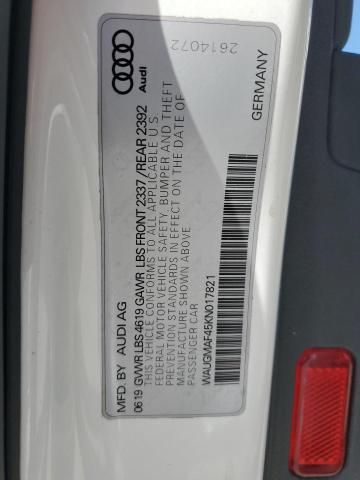 Audi
2614072
GERMANY
MFD. BY AUDI AG
06 19 GVWR LBS 4619 GAWR LBS FRONT 2337 / REAR 2392
THIS VEHICLE CONFORMS TO ALL APPLICABLE U.S.
FEDERAL MOTOR VEHICLE SAFETY, BUMPER AND THEFT
PREVENTION STANDARDS IN EFFECT ON THE DATE OF
MANUFACTURE SHOWN ABOVE.
PASSENGER CAR
WAUGMAF45KN017821